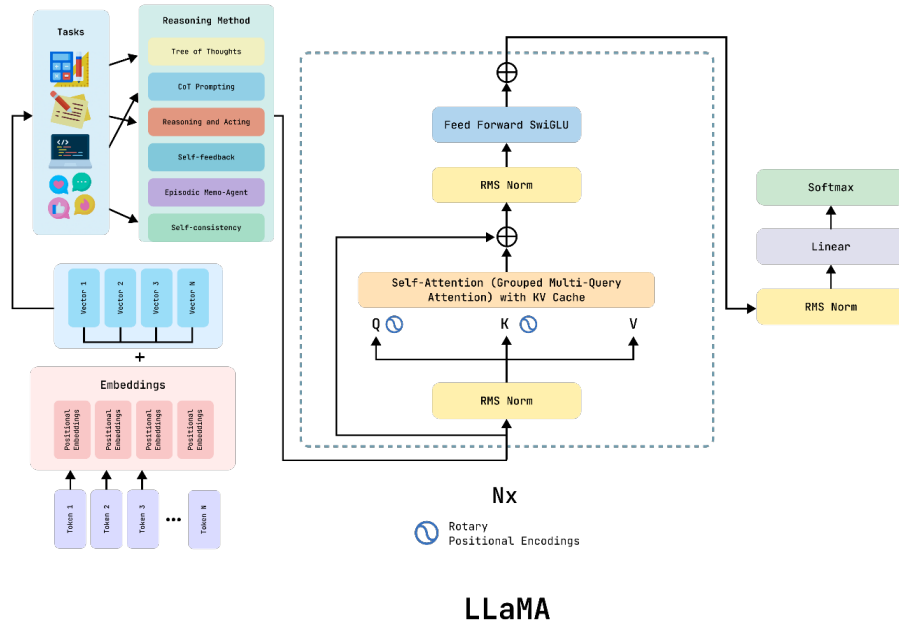 Tasks
Reasoning Method
Tree of Thoughts
CoT Prompting
Reasoning and Acting
Self-feedback
Episodic Memo-Agent
Self-consistency
Vector 1
Vector 2
Vector 3
Vector N
+
Embeddings
Positional
Embeddings
Positional
Embeddings
Positional
Embeddings
Positional
Embeddings
Token 1
Token 2
Token 3
•••
Token N
Feed Forward SwiGLU
RMS Norm
Self-Attention (Grouped Multi-Query
Attention) with KV Cache
Q
K
V
RMS Norm
Nx
Rotary
Positional Encodings
Softmax
Linear
RMS Norm
LLaMA